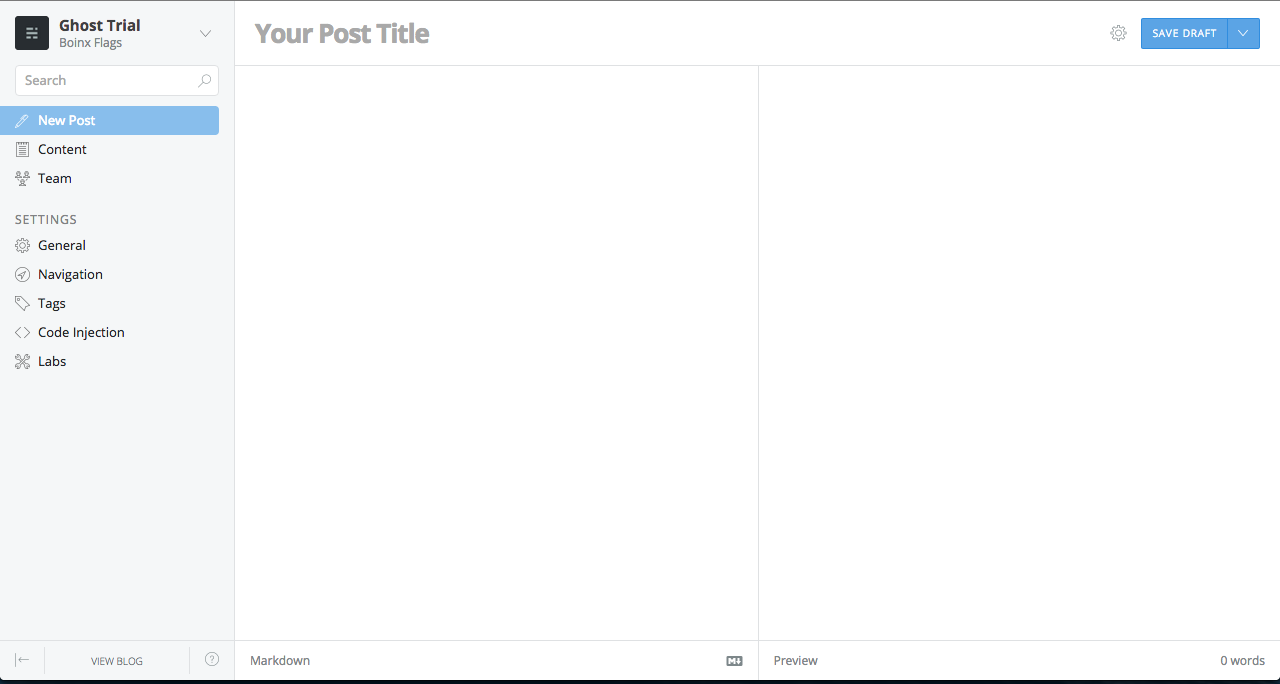 Ghost Trial
Boinx Flags
Search
New Post
Content
Team
SETTINGS
General
Navigation
Tags
Code Injection
Labs
VIEW BLOG
?
Your Post Title
SAVE DRAFT
Markdown
M
Preview
0 words